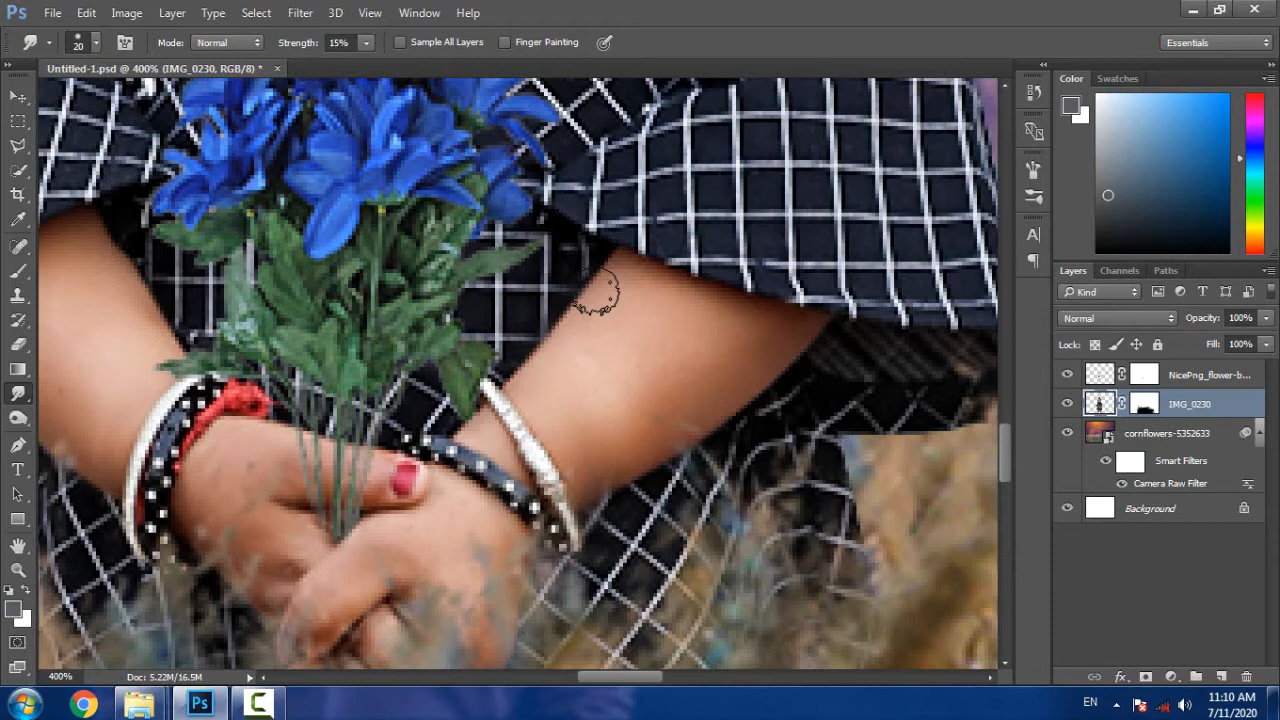 Ps File Edit Image Layer Type Select Filter 3D View Window Help
20 Mode: Normal Strength: 15% Sample All Layers Finger Painting Essentials
Untitled-1.psd @ 400% (IMG_0230, RGB/8) * ×
Color Swatches
Layers Channels Paths
Kind
Normal Opacity: 100%
Lock: Fill: 100%
NicePng_flower-b...
IMG_0230
cornflowers-5352633
Smart Filters
Camera Raw Filter
Background
400% Doc: 5.22M/16.5M
Ps EN 11:10 AM
7/11/2020